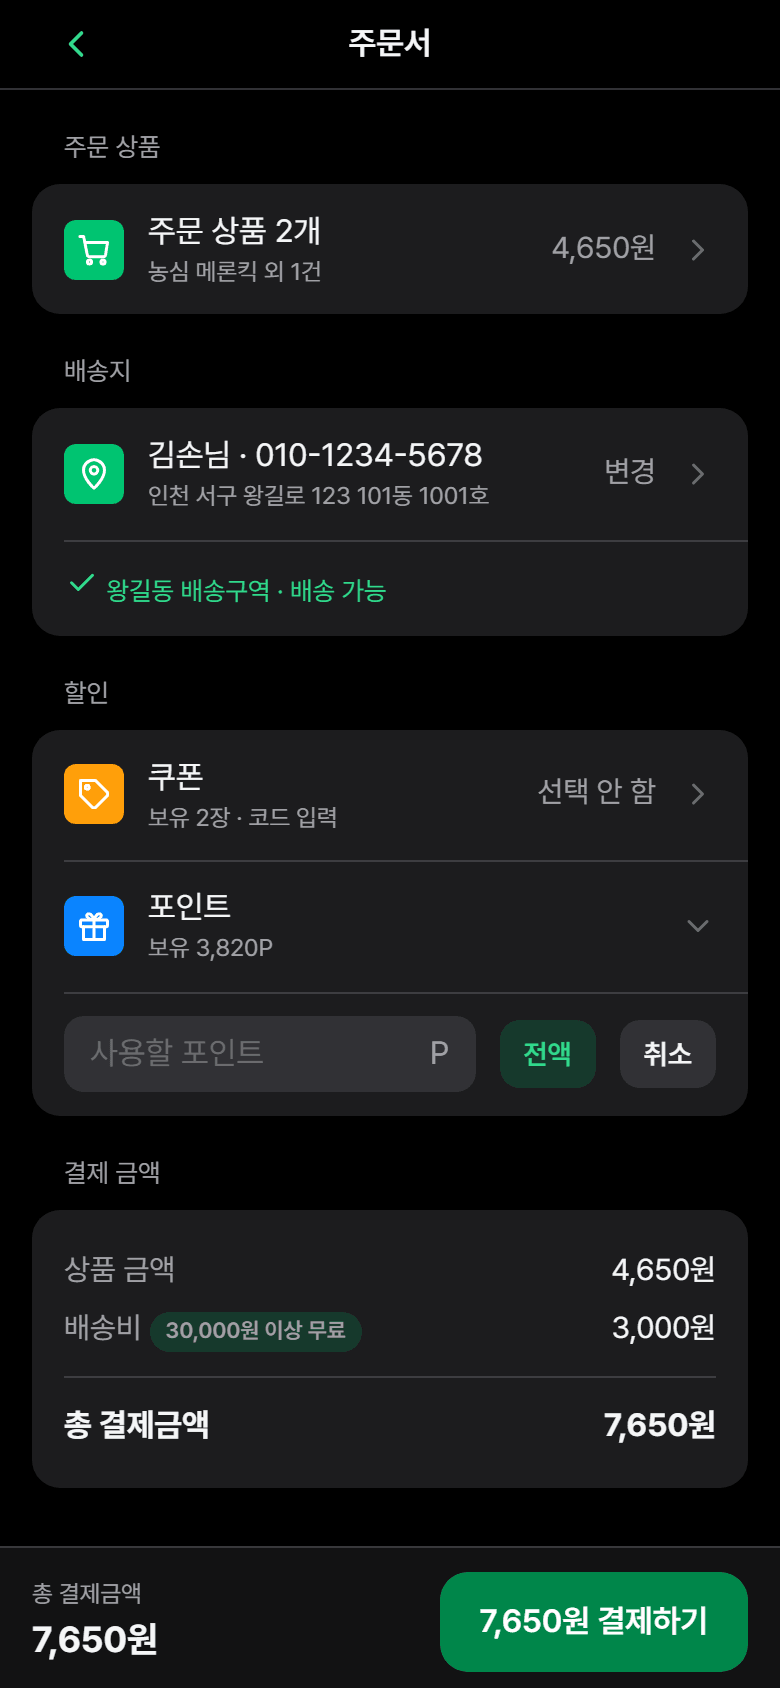 주문서
주문 상품
주문 상품 2개
농심 메론킥 외 1건
4,650원
배송지
김손님 · 010-1234-5678
인천 서구 왕길로 123 101동 1001호
변경
왕길동 배송구역 · 배송 가능
할인
쿠폰
보유 2장 · 코드 입력
선택 안 함
포인트
보유 3,820P
사용할 포인트 P
전액
취소
결제 금액
상품 금액 4,650원
배송비 30,000원 이상 무료 3,000원
총 결제금액 7,650원
총 결제금액
7,650원
7,650원 결제하기